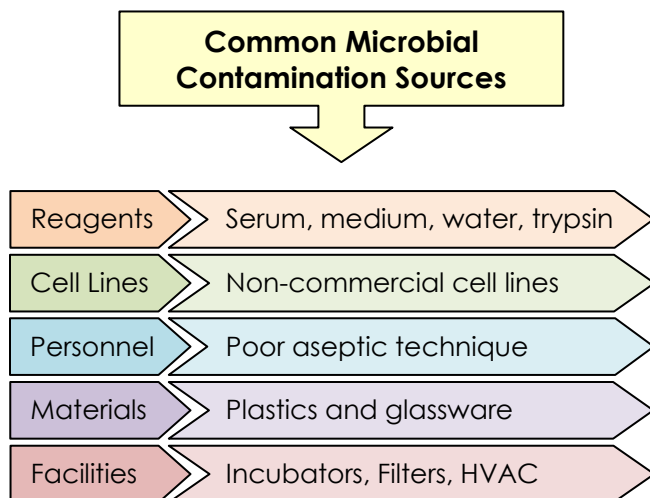 Common Microbial
Contamination Sources
Reagents Serum, medium, water, trypsin
Cell Lines Non-commercial cell lines
Personnel Poor aseptic technique
Materials Plastics and glassware
Facilities Incubators, Filters, HVAC